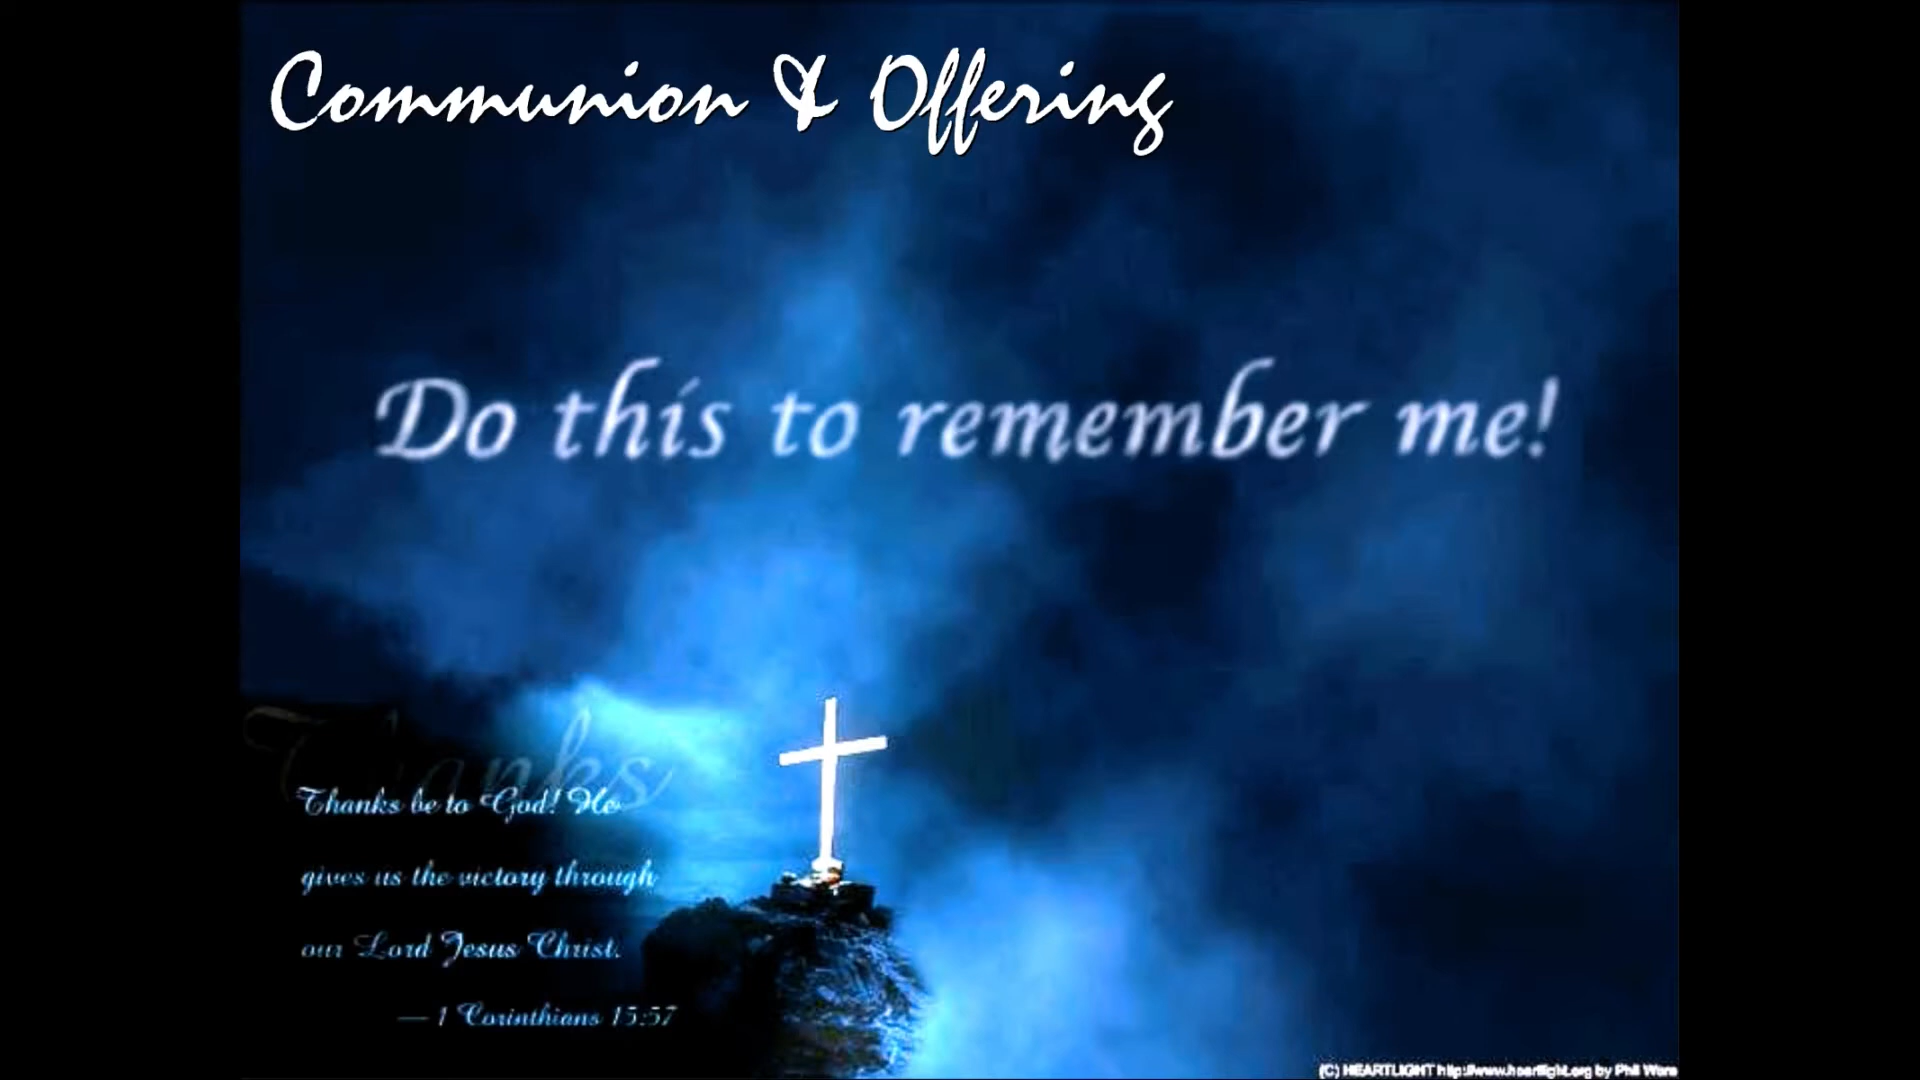 Communion & Offering
Do this to remember me!
Thanks
Thanks be to God! He
gives us the victory through
our Lord Jesus Christ.
— 1 Corinthians 15:57
(C) HEARTLIGHT http://www.heartlight.org by Phil Ware